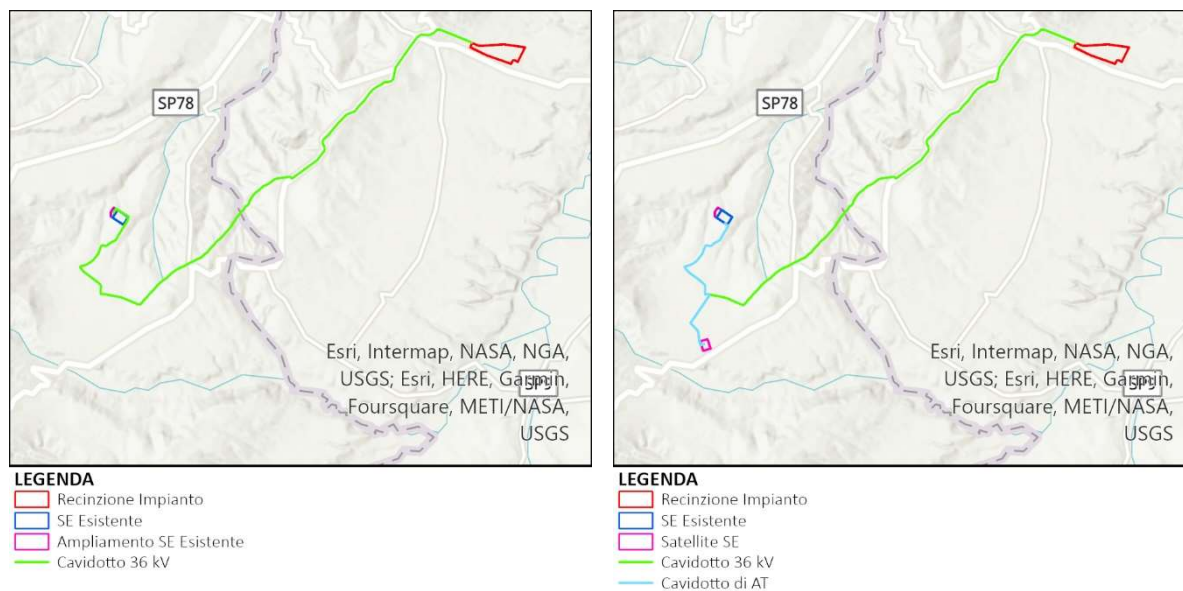 SP78
Esri, Intermap, NASA, NGA,
USGS; Esri, HERE, Garmin,
Foursquare, METI/NASA,
USGS
LEGENDA
Recinzione Impianto
SE Esistente
Ampliamento SE Esistente
Cavidotto 36 kV
SP78
Esri, Intermap, NASA, NGA,
USGS; Esri, HERE, Garmin,
Foursquare, METI/NASA,
USGS
LEGENDA
Recinzione Impianto
SE Esistente
Satellite SE
Cavidotto 36 kV
Cavidotto di AT